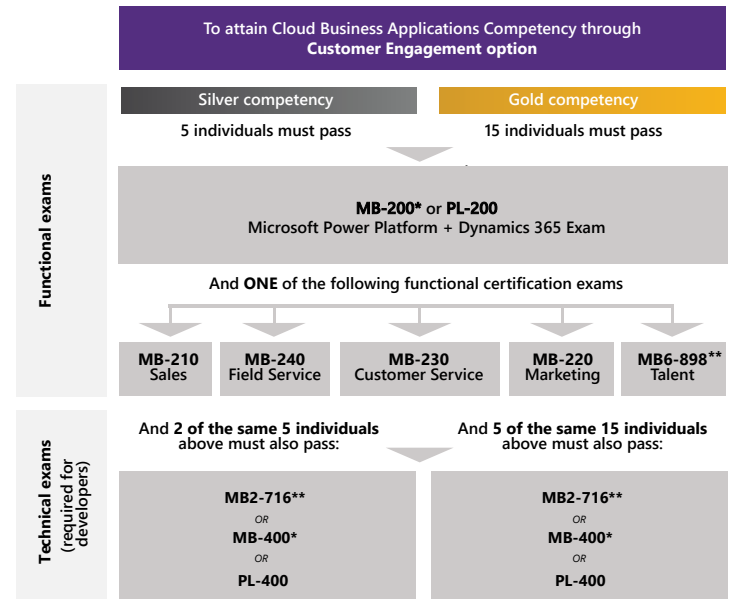 To attain Cloud Business Applications Competency through
Customer Engagement option
Silver competency
Gold competency
5 individuals must pass
15 individuals must pass
Functional exams
MB-200* or PL-200
Microsoft Power Platform + Dynamics 365 Exam
And ONE of the following functional certification exams
MB-210
Sales
MB-240
Field Service
MB-230
Customer Service
MB-220
Marketing
MB6-898**
Talent
Technical exams
(required for
developers)
And 2 of the same 5 individuals
above must also pass:
And 5 of the same 15 individuals
above must also pass:
MB2-716**
OR
MB-400*
OR
PL-400
MB2-716**
OR
MB-400*
OR
PL-400